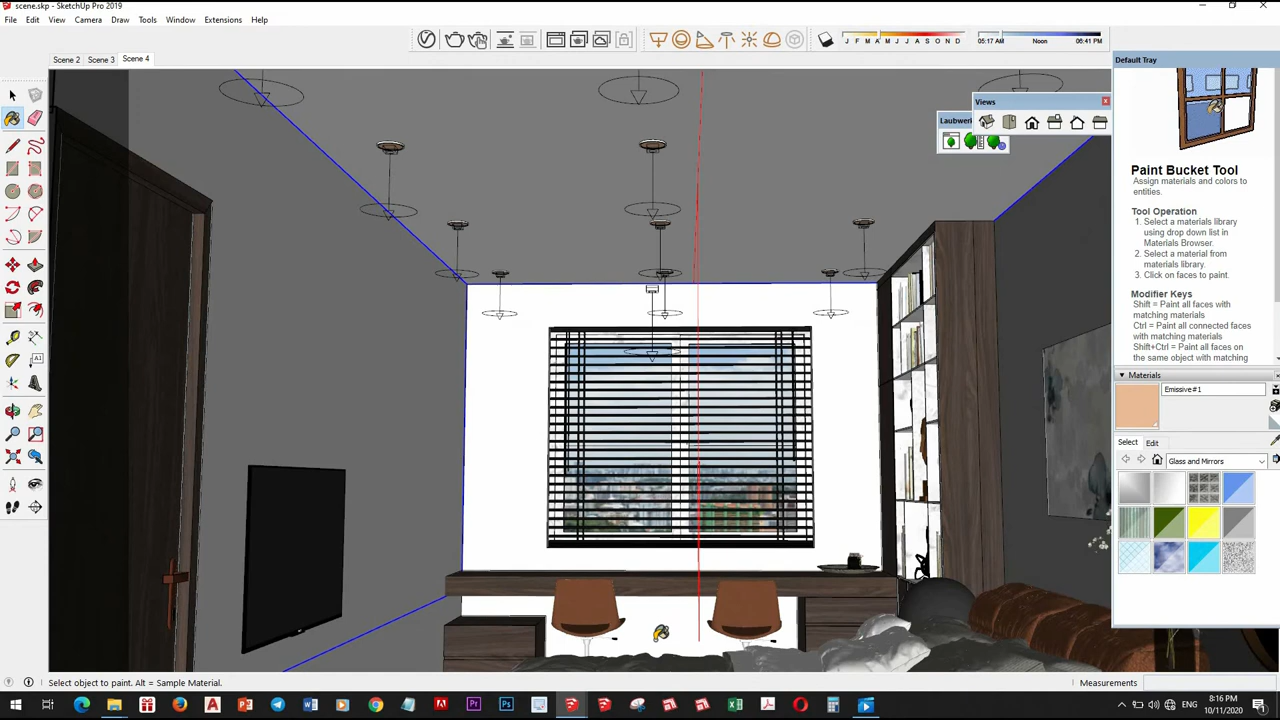 scene.skp - SketchUp Pro 2019
File Edit View Camera Draw Tools Window Extensions Help
J F M A M J J A S O N D
05:17 AM Noon 06:41 PM
Scene 2 Scene 3 Scene 4
Default Tray
Views
Laubwerk
Paint Bucket Tool
Assign materials and colors to
entities.
Tool Operation
1. Select a materials library
using drop down list in
Materials Browser.
2. Select a material from
materials library.
3. Click on faces to paint.
Modifier Keys
Shift = Paint all faces with
matching materials
Ctrl = Paint all connected faces
with matching materials
Shift+Ctrl = Paint all faces on
the same object with matching
Materials
Emissive#1
Select Edit
Glass and Mirrors
Select object to paint. Alt = Sample Material.
Measurements
ENG
8:16 PM
10/11/2020